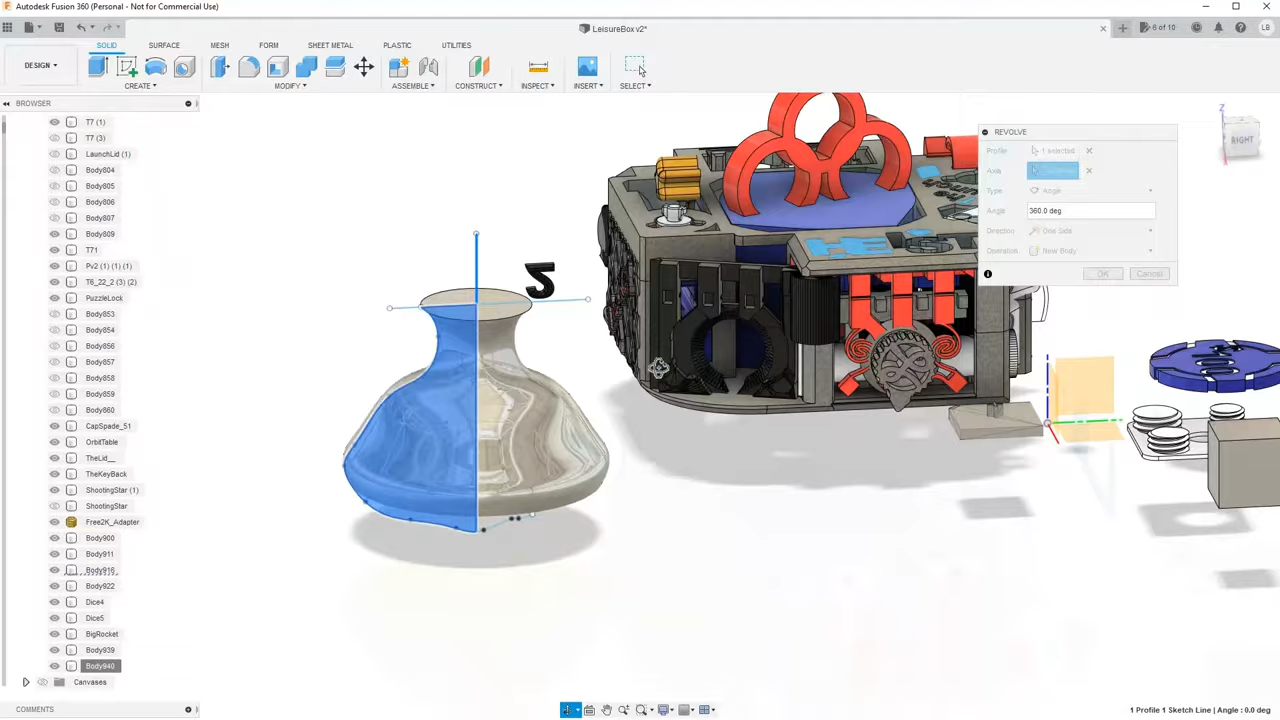 Autodesk Fusion 360 (Personal - Not for Commercial Use)
LeisureBox v2*
6 of 10
LB
DESIGN
SOLID
SURFACE
MESH
FORM
SHEET METAL
PLASTIC
UTILITIES
CREATE
MODIFY
ASSEMBLE
CONSTRUCT
INSPECT
INSERT
SELECT
BROWSER
T7 (1)
T7 (3)
LaunchLid (1)
Body804
Body805
Body806
Body807
Body809
T71
Pv2 (1) (1) (1)
T6_22_2 (3) (2)
PuzzleLock
Body853
Body854
Body856
Body857
Body858
Body859
Body860
CapSpade_51
OrbitTable
TheLid__
TheKeyBack
ShootingStar (1)
ShootingStar
Free2K_Adapter
Body900
Body911
Body916
Body922
Dice4
Dice5
BigRocket
Body939
Body940
Canvases
COMMENTS
REVOLVE
Profile
1 selected
Axis
Type
Angle
Angle
360.0 deg
Direction
One Side
Operation
New Body
OK
Cancel
Z
RIGHT
1 Profile 1 Sketch Line | Angle : 0.0 deg